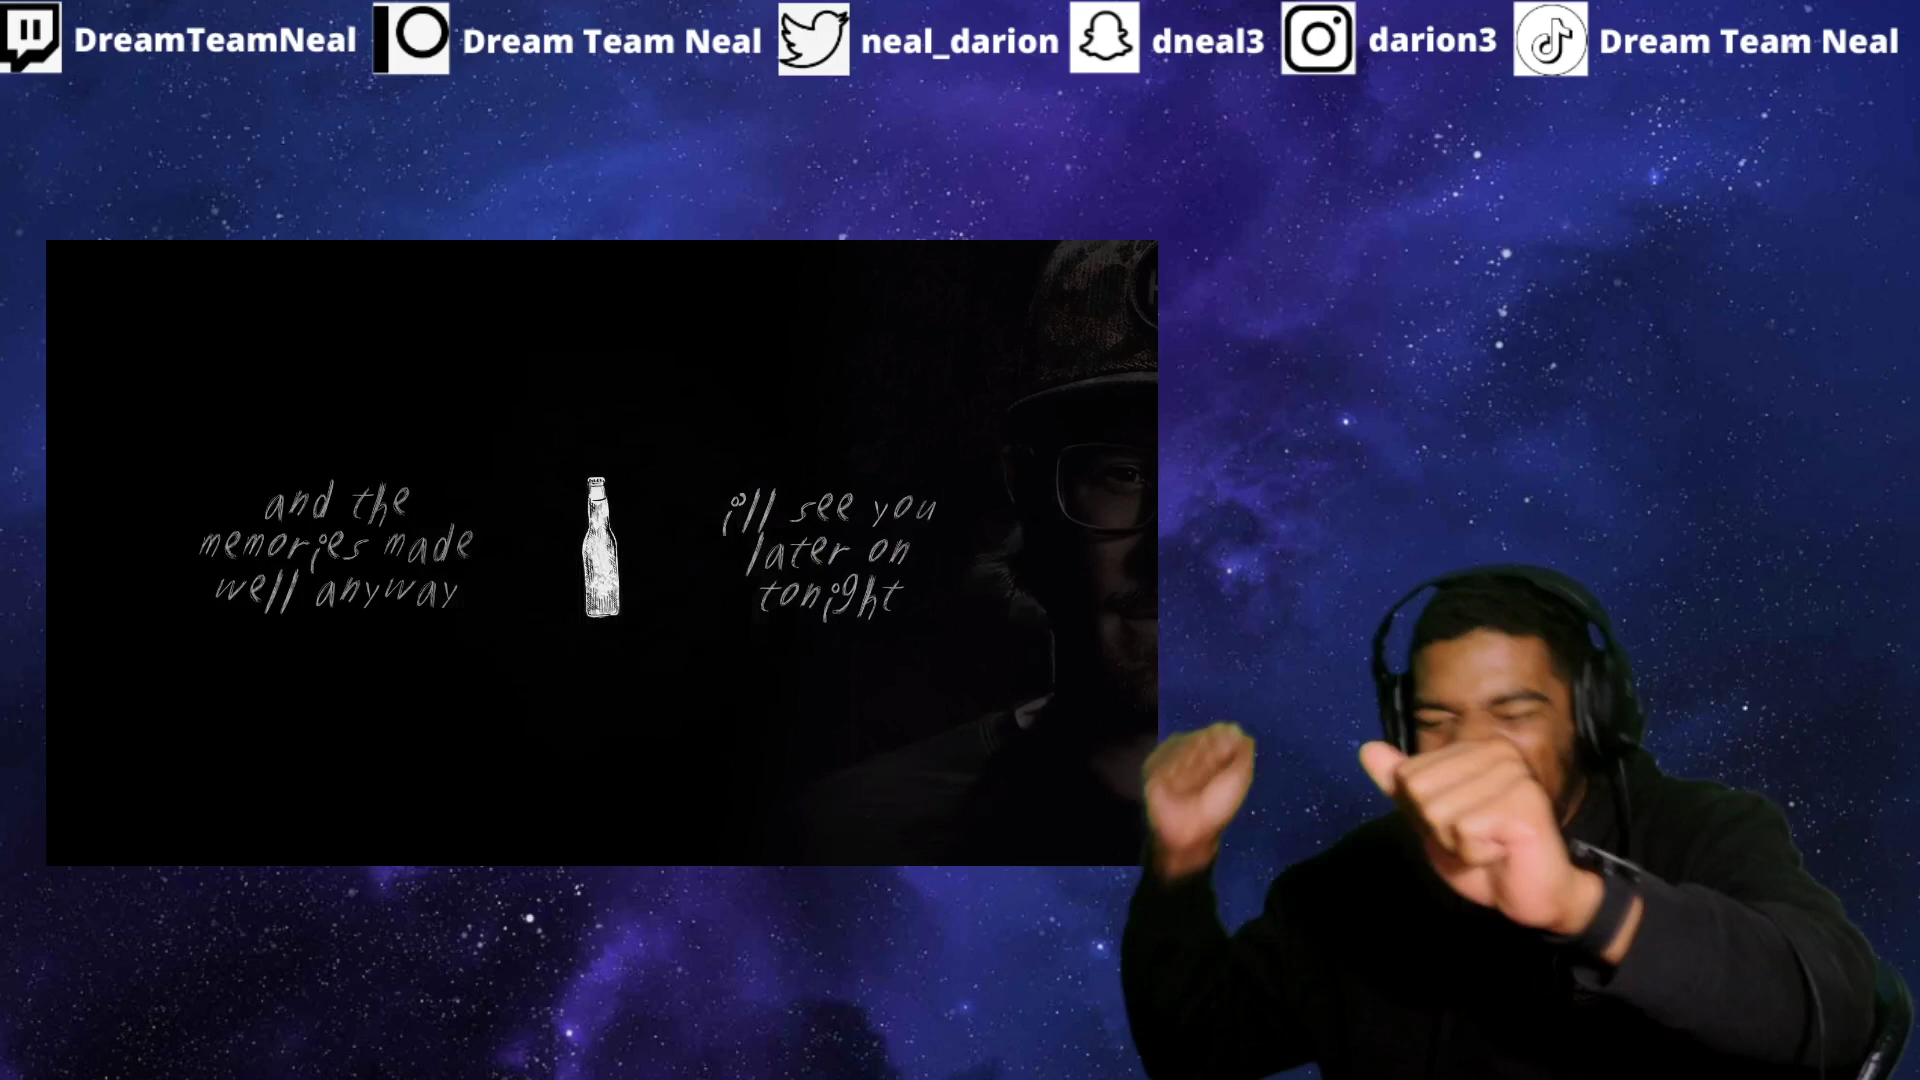 DreamTeamNeal Dream Team Neal neal_darion dneal3 darion3 Dream Team Neal
and the
memories made
well anyway
i'll see you
later on
tonight